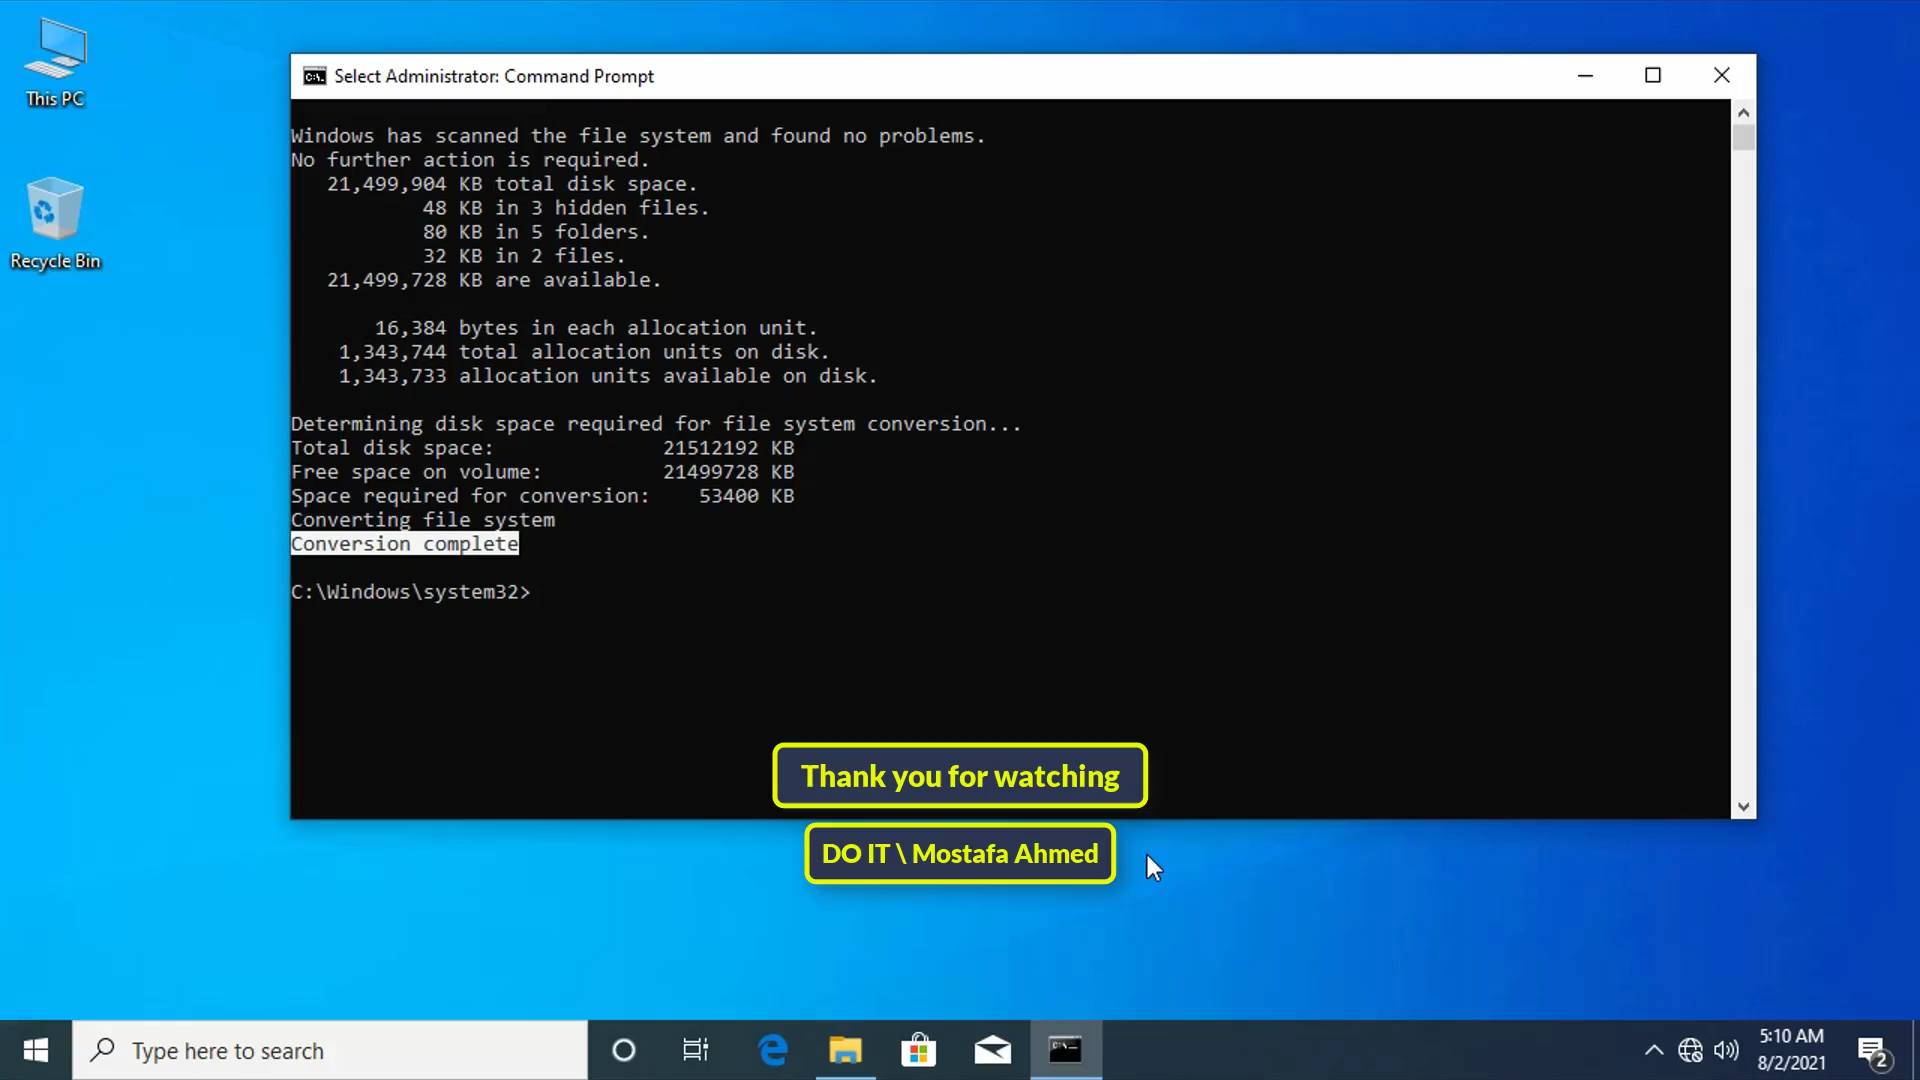 This PC
Recycle Bin
Select Administrator: Command Prompt
Windows has scanned the file system and found no problems.
No further action is required.
21,499,904 KB total disk space.
48 KB in 3 hidden files.
80 KB in 5 folders.
32 KB in 2 files.
21,499,728 KB are available.
16,384 bytes in each allocation unit.
1,343,744 total allocation units on disk.
1,343,733 allocation units available on disk.
Determining disk space required for file system conversion...
Total disk space: 21512192 KB
Free space on volume: 21499728 KB
Space required for conversion: 53400 KB
Converting file system
Conversion complete
C:\Windows\system32>
Thank you for watching
DO IT \ Mostafa Ahmed
Type here to search
5:10 AM
8/2/2021
2